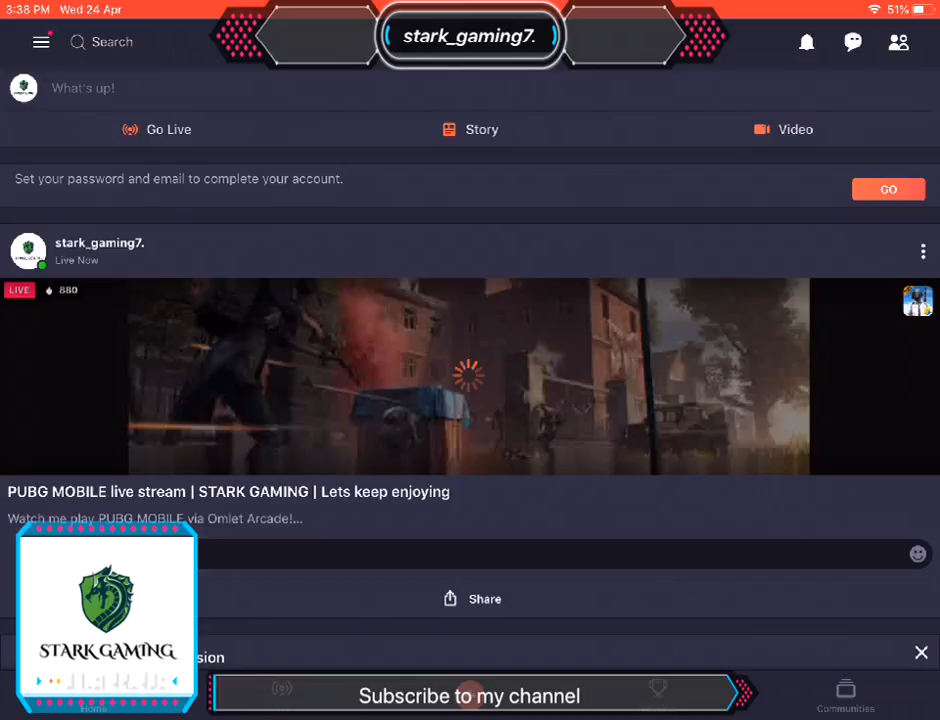 3:38 PM Wed 24 Apr
51%
stark_gaming7.
Search
What's up!
Go Live
Story
Video
Set your password and email to complete your account.
GO
stark_gaming7.
Live Now
LIVE
880
PUBG MOBILE live stream | STARK GAMING | Lets keep enjoying
Watch me play PUBG MOBILE via Omlet Arcade!...
Share
STARK GAMING
sion
Subscribe to my channel
Home
Communities